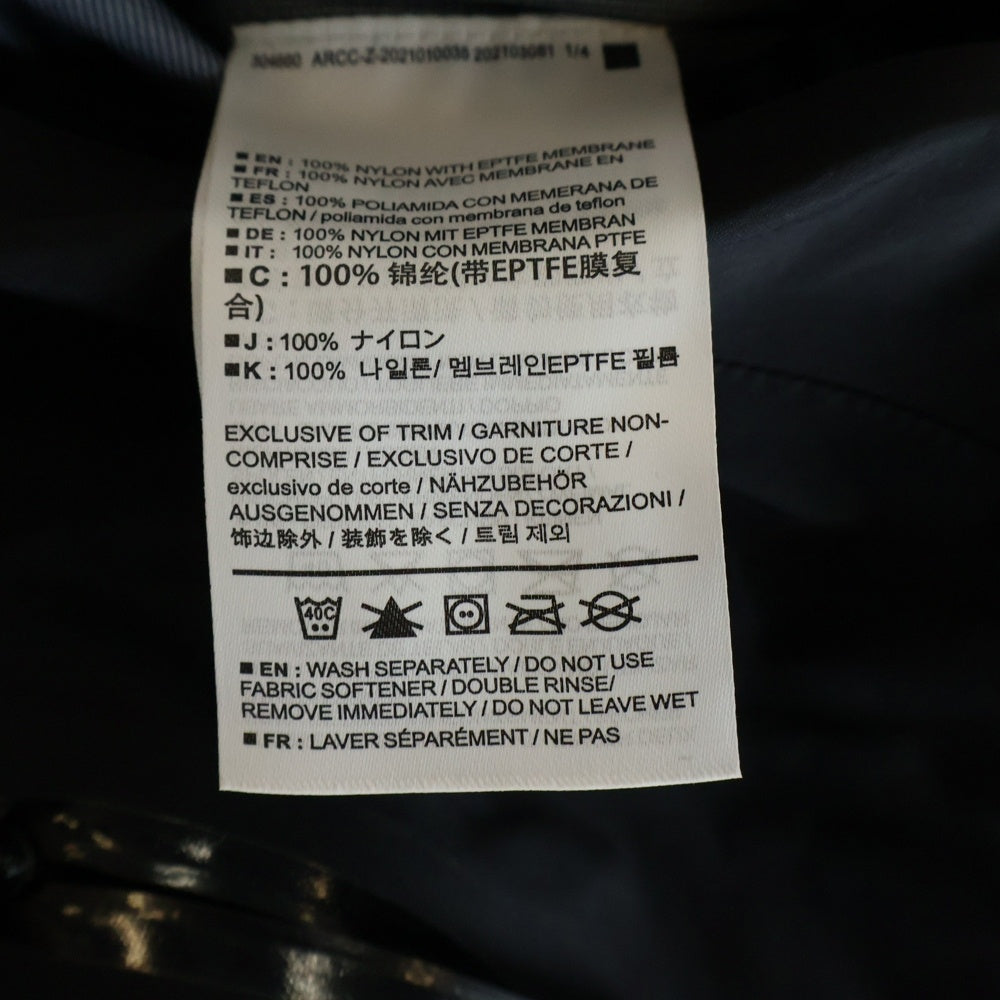 304660 ARCC-Z-2021010038 202103081 1/4
EN : 100% NYLON WITH EPTFE MEMBRANE
FR : 100% NYLON AVEC MEMBRANE EN
TEFLON
ES : 100% POLIAMIDA CON MEMERANA DE
TEFLON / poliamida con membrana de teflon
DE : 100% NYLON MIT EPTFE MEMBRAN
IT : 100% NYLON CON MEMBRANA PTFE
C : 100% 锦纶(带EPTFE膜复
合)
J : 100% ナイロン
K : 100% 나일론/ 멤브레인EPTFE 필름
EXCLUSIVE OF TRIM / GARNITURE NON-
COMPRISE / EXCLUSIVO DE CORTE /
exclusivo de corte / NÄHZUBEHÖR
AUSGENOMMEN / SENZA DECORAZIONI /
饰边除外 / 装飾を除く / 트림 제외
40C
EN : WASH SEPARATELY / DO NOT USE
FABRIC SOFTENER / DOUBLE RINSE/
REMOVE IMMEDIATELY / DO NOT LEAVE WET
FR : LAVER SÉPARÉMENT / NE PAS